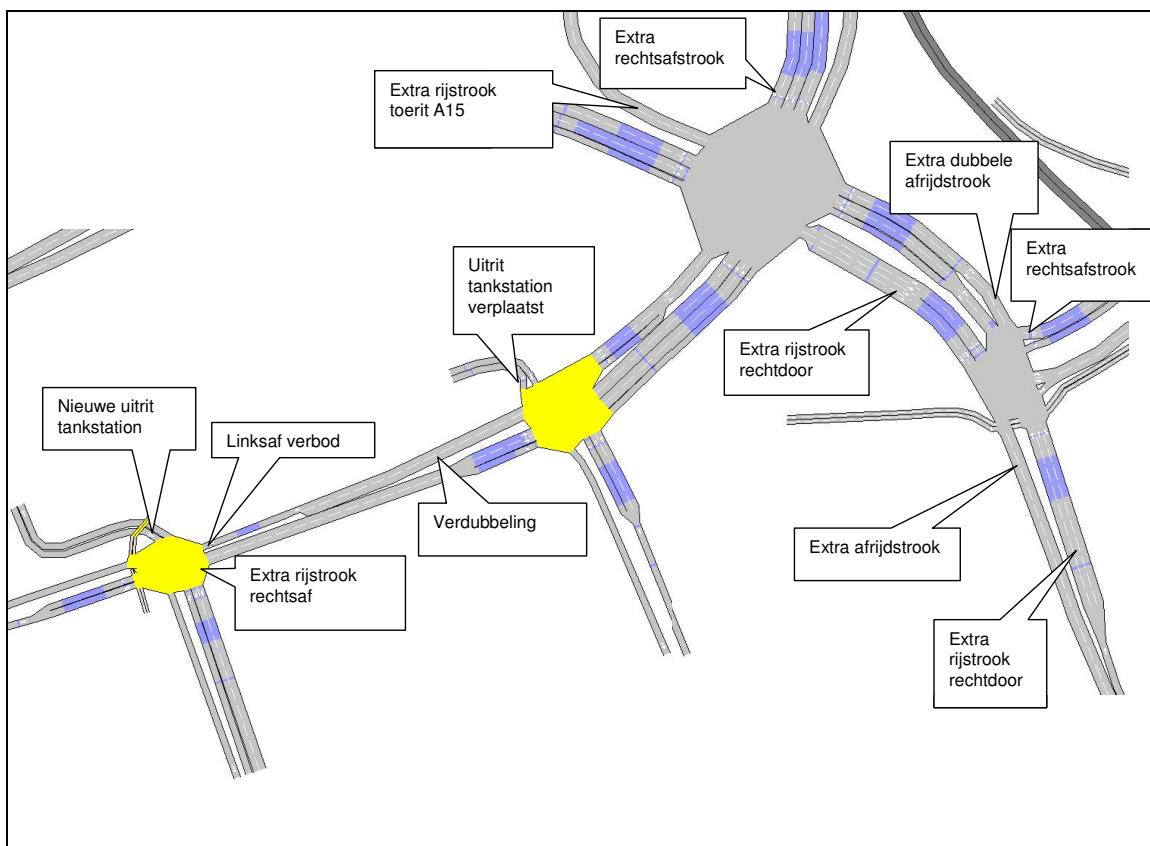 Extra
rechtsafstrook
Extra rijstrook
toerit A15
Extra dubbele
afrijdstrook
Extra
rechtsafstrook
Uitrit
tankstation
verplaatst
Extra rijstrook
rechtdoor
Nieuwe uitrit
tankstation
Linksaf verbod
Verdubbeling
Extra afrijdstrook
Extra rijstrook
rechtsaf
Extra
rijstrook
rechtdoor